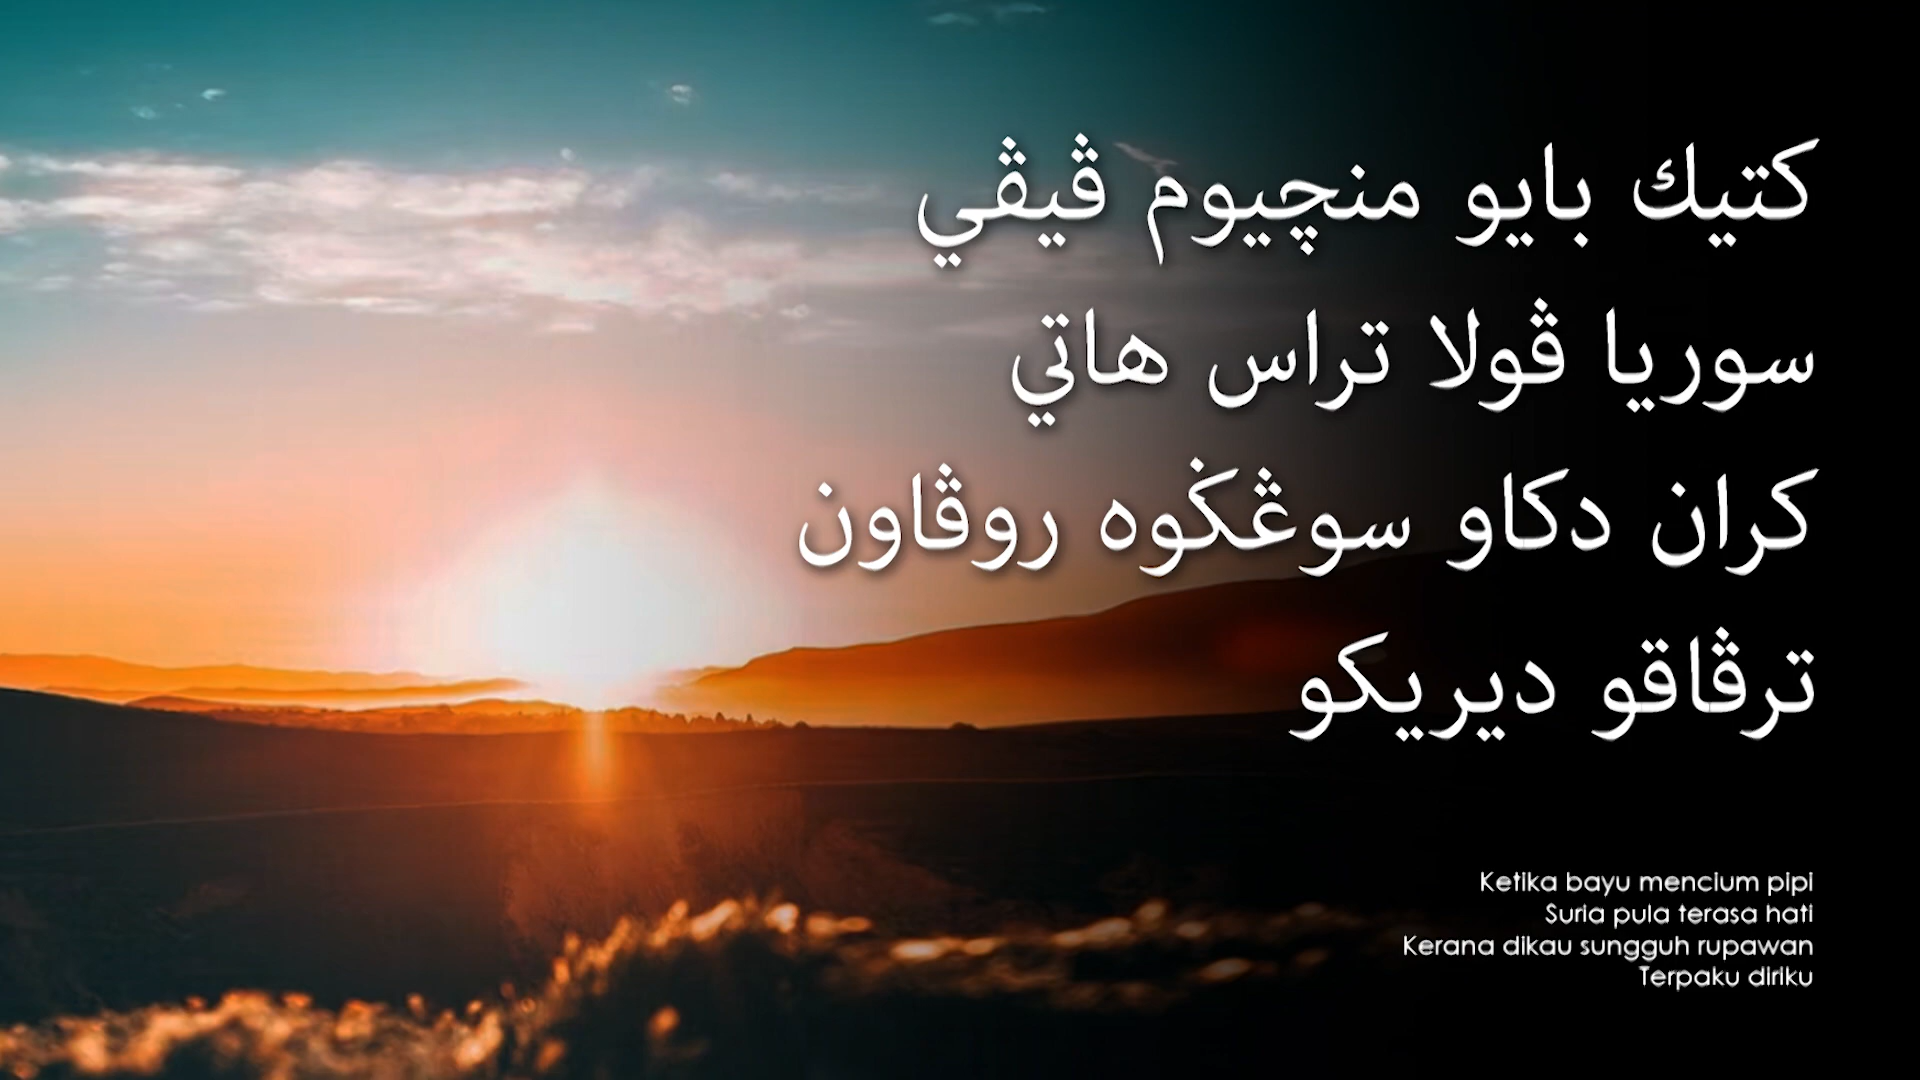 كتيك بايو منچيوم ڤيڤي
سوريا ڤولا تراس هاتي
كران دكاو سوڠݢوه روڤاون
ترڤاقو ديريكو
Ketika bayu mencium pipi
Suria pula terasa hati
Kerana dikau sungguh rupawan
Terpaku diriku